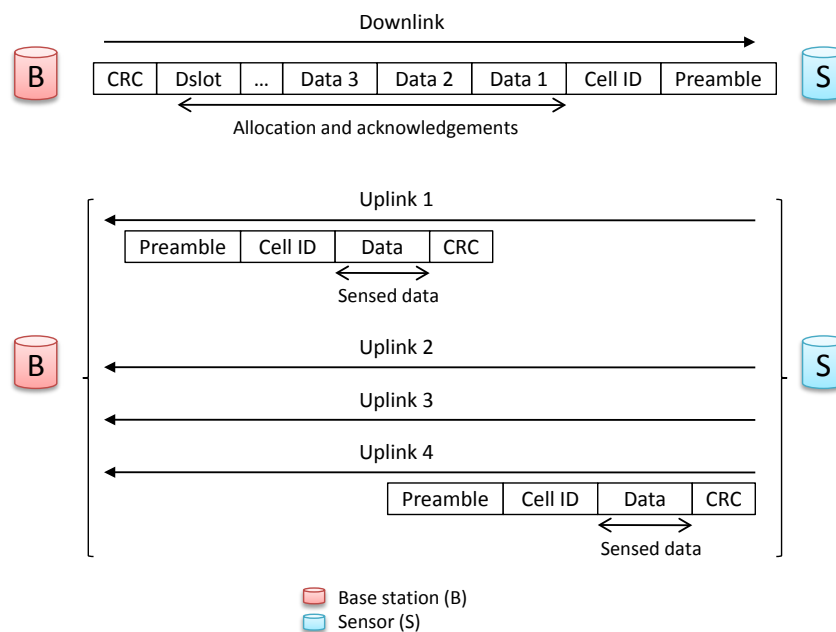 Downlink
B
CRC Dslot ... Data 3 Data 2 Data 1 Cell ID Preamble
S
Allocation and acknowledgements
Uplink 1
Preamble Cell ID Data CRC
Sensed data
B
Uplink 2
S
Uplink 3
Uplink 4
Preamble Cell ID Data CRC
Sensed data
Base station (B)
Sensor (S)